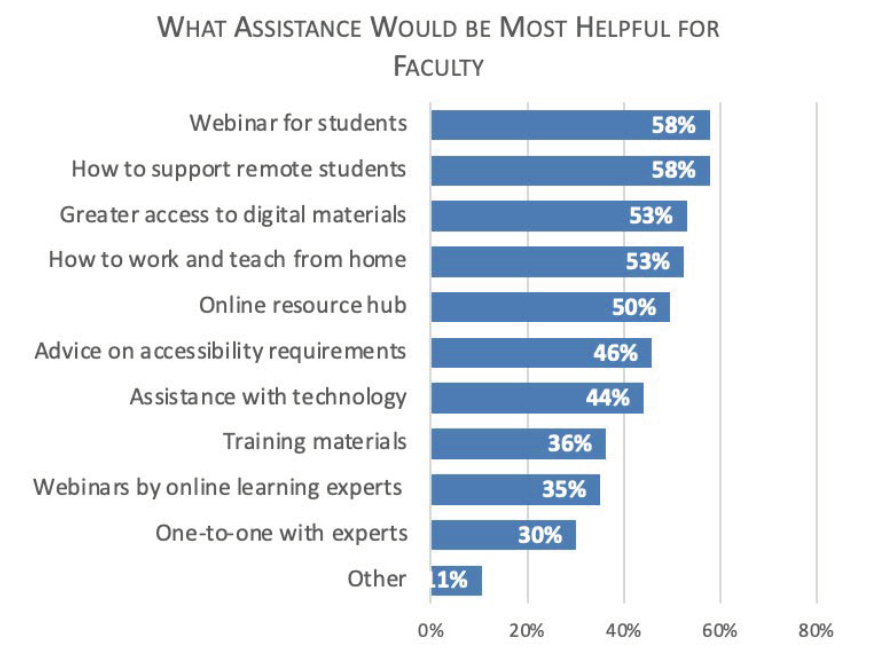 WHAT ASSISTANCE WOULD BE MOST HELPFUL FOR
FACULTY
Webinar for students 58%
How to support remote students 58%
Greater access to digital materials 53%
How to work and teach from home 53%
Online resource hub 50%
Advice on accessibility requirements 46%
Assistance with technology 44%
Training materials 36%
Webinars by online learning experts 35%
One-to-one with experts 30%
Other 11%
0% 20% 40% 60% 80%